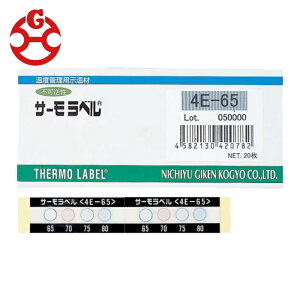 G
温度管理用示温材
不可逆性
サーモラベル®
4E-65
Lot. 050000
4582130420782
NET. 20枚
THERMO LABEL®
NICHIYU GIKEN KOGYO CO.,LTD.
サーモラベル<4E-65> サーモラベル<4E-65>
65 70 75 80 65 70 75 80